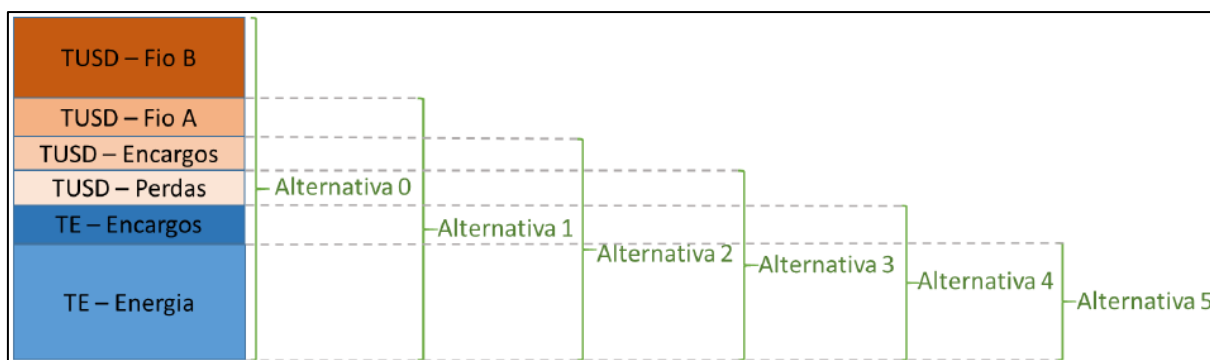 TUSD – Fio B
TUSD – Fio A
TUSD – Encargos
TUSD – Perdas
TE – Encargos
TE – Energia
Alternativa 0
Alternativa 1
Alternativa 2
Alternativa 3
Alternativa 4
Alternativa 5